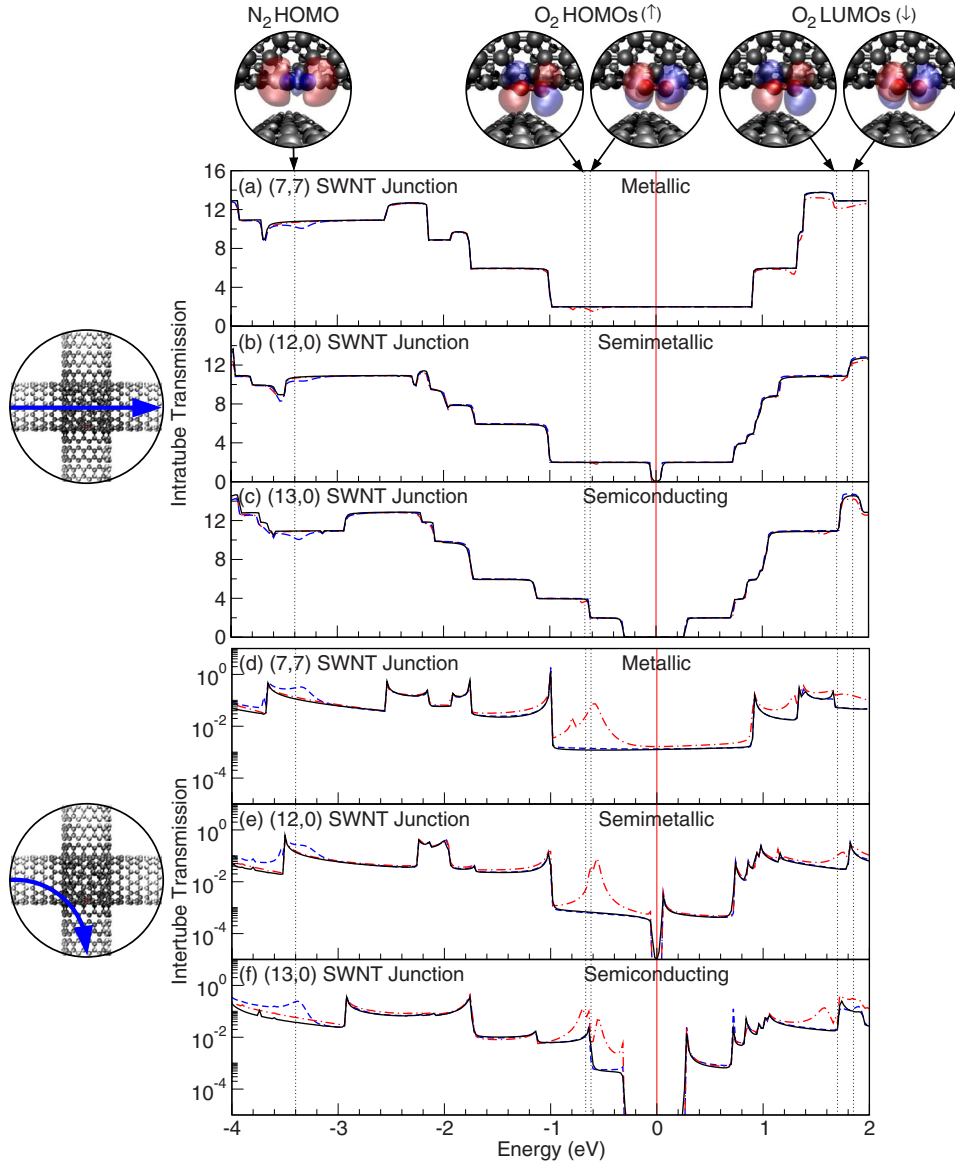 N2 HOMO
O2 HOMOs (↑)
O2 LUMOs (↓)
16
(a) (7,7) SWNT Junction
Metallic
12
8
4
0
(b) (12,0) SWNT Junction
Semimetallic
12
8
4
0
(c) (13,0) SWNT Junction
Semiconducting
12
8
4
0
Intratube Transmission
(d) (7,7) SWNT Junction
Metallic
10^0
10^-2
10^-4
(e) (12,0) SWNT Junction
Semimetallic
10^0
10^-2
10^-4
(f) (13,0) SWNT Junction
Semiconducting
10^0
10^-2
10^-4
Intertube Transmission
-4 -3 -2 -1 0 1 2
Energy (eV)